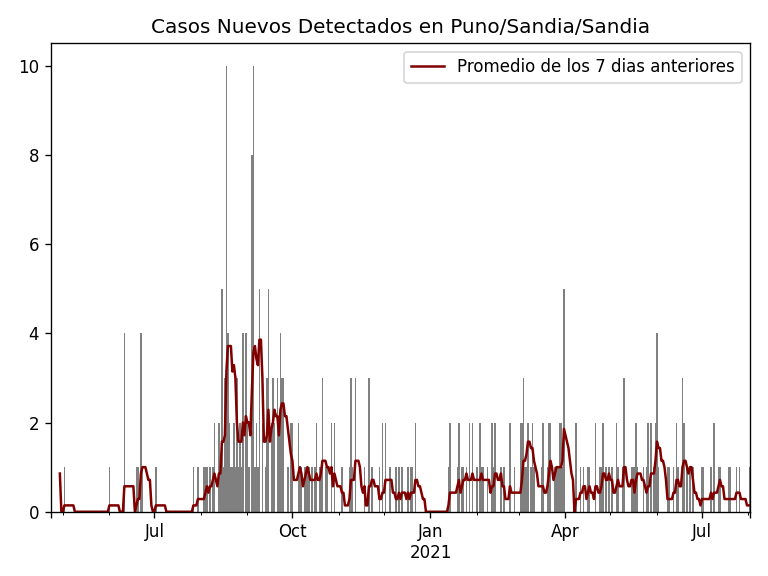 Casos Nuevos Detectados en Puno/Sandia/Sandia
Promedio de los 7 dias anteriores
10
8
6
4
2
0
Jul
Oct
Jan
2021
Apr
Jul